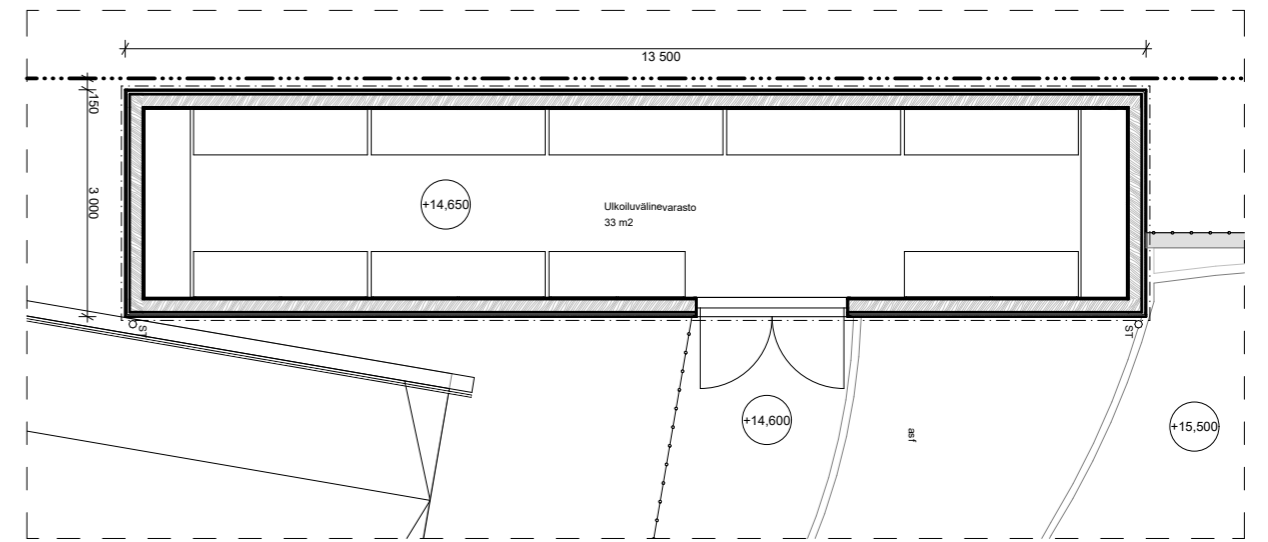 13 500
150
3 000
+14,650
Ulkoiluvälinevarasto
33 m2
ST
ST
+14,600
asf
+15,500